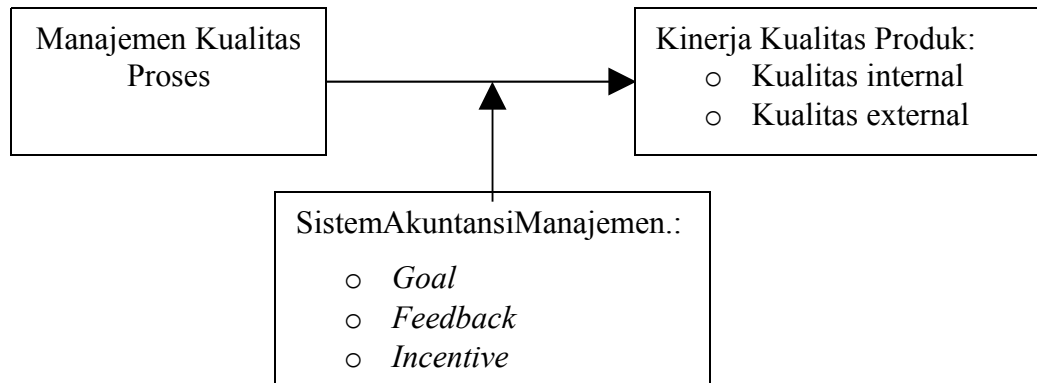 Manajemen Kualitas
Proses
Kinerja Kualitas Produk:
o Kualitas internal
o Kualitas external
SistemAkuntansiManajemen.:
o Goal
o Feedback
o Incentive